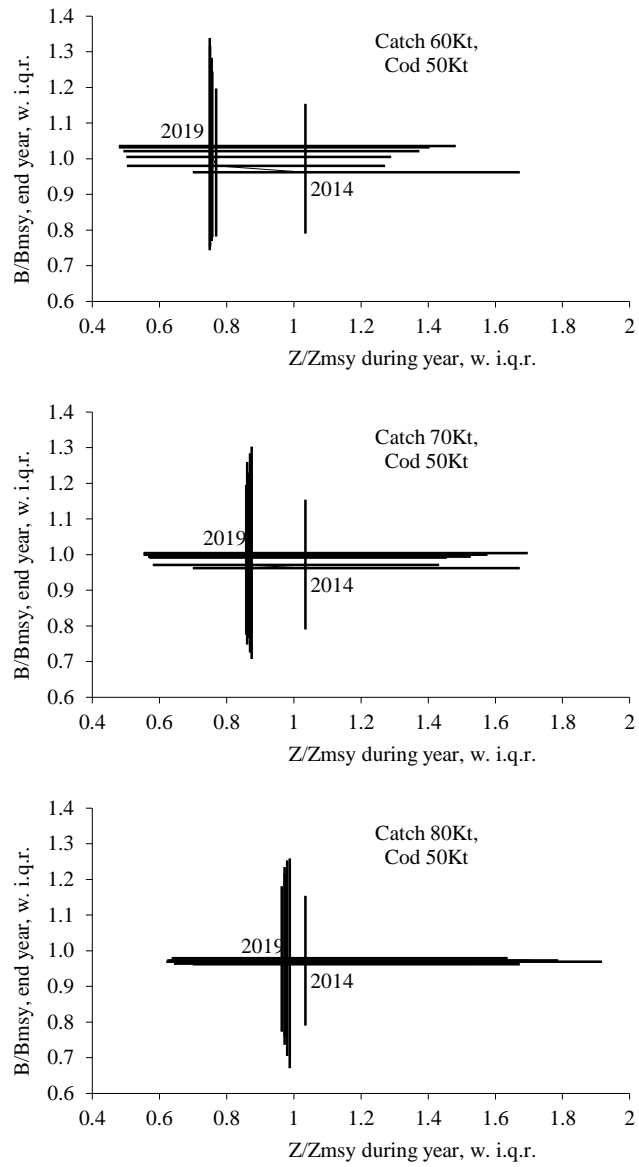 1.4
Catch 60Kt,
Cod 50Kt
1.3
1.2
1.1
2019
1.0
0.9
2014
0.8
0.7
0.6
0.4 0.6 0.8 1 1.2 1.4 1.6 1.8 2
B/Bmsy, end year, w. i.q.r.
Z/Zmsy during year, w. i.q.r.
1.4
Catch 70Kt,
Cod 50Kt
1.3
1.2
1.1
2019
1.0
0.9
2014
0.8
0.7
0.6
0.4 0.6 0.8 1 1.2 1.4 1.6 1.8 2
B/Bmsy, end year, w. i.q.r.
Z/Zmsy during year, w. i.q.r.
1.4
Catch 80Kt,
Cod 50Kt
1.3
1.2
1.1
2019
1.0
0.9
2014
0.8
0.7
0.6
0.4 0.6 0.8 1 1.2 1.4 1.6 1.8 2
B/Bmsy, end year, w. i.q.r.
Z/Zmsy during year, w. i.q.r.